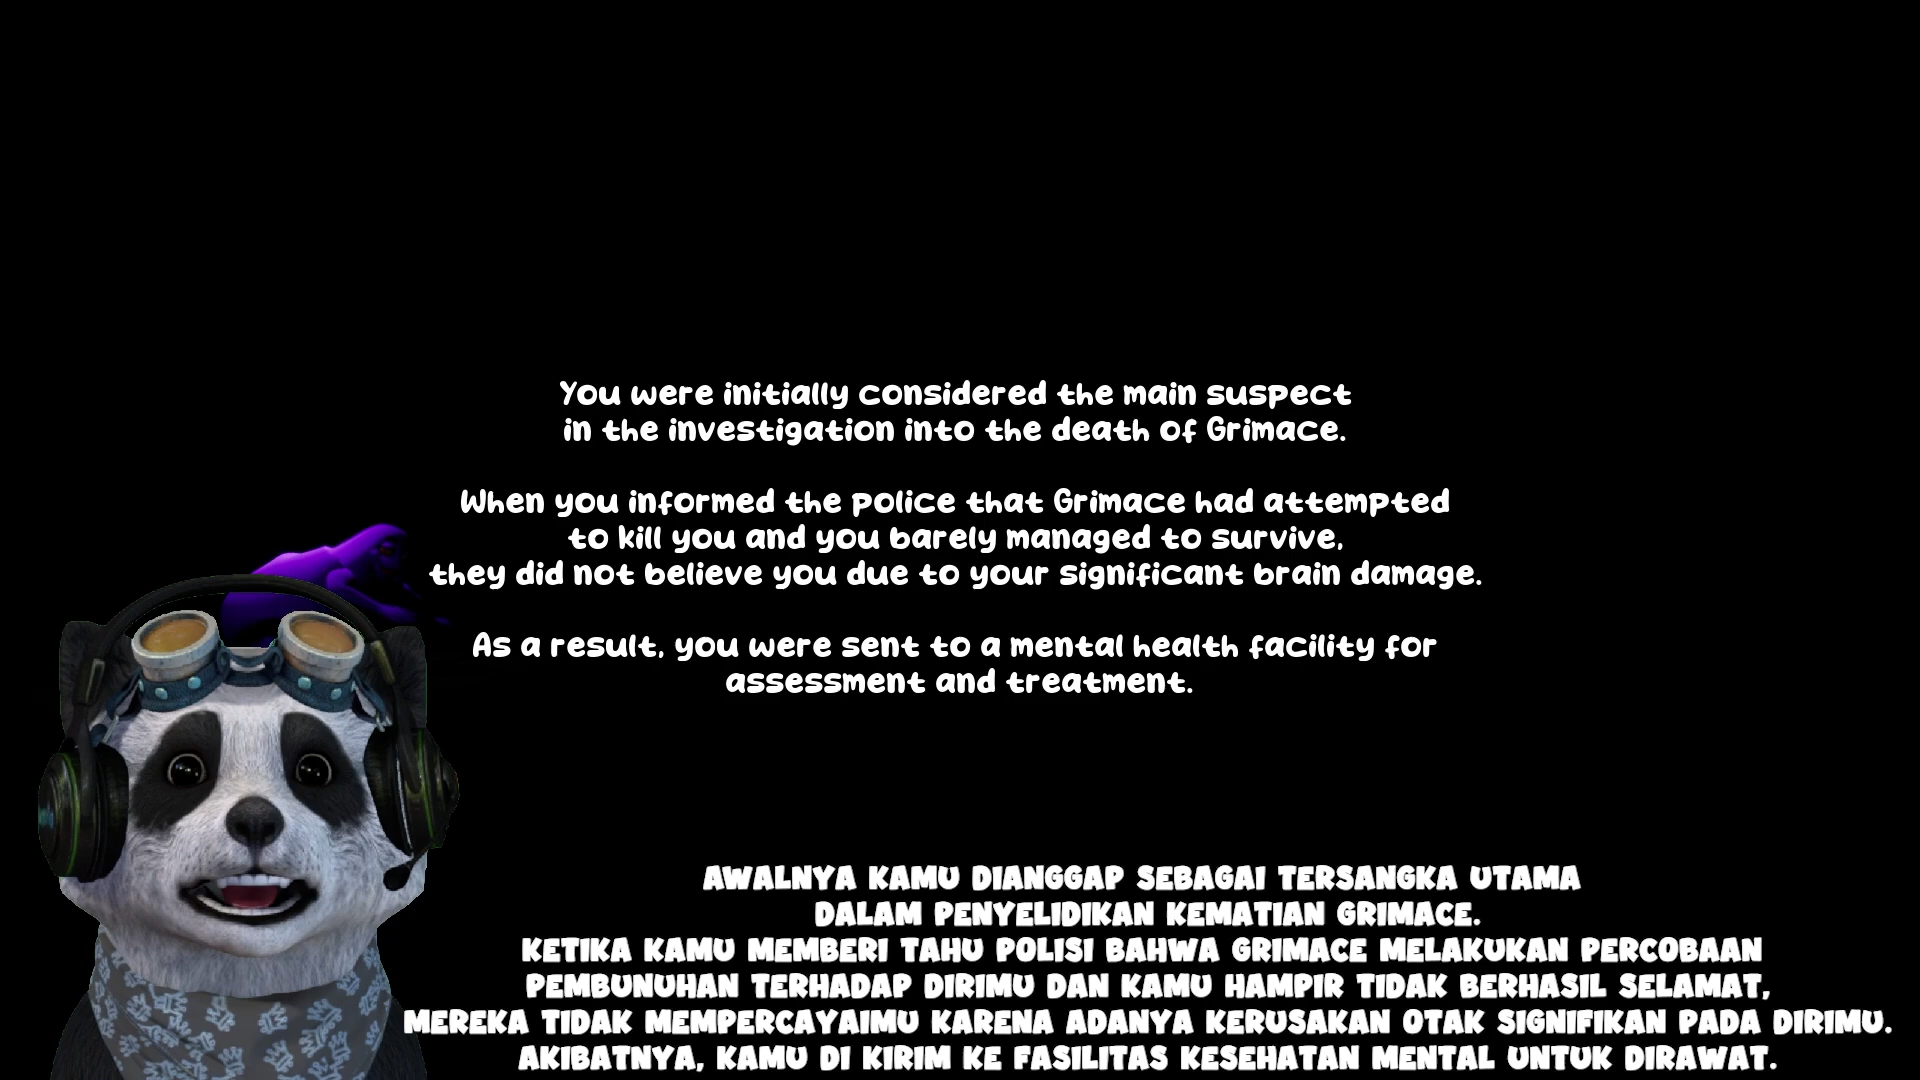 You were initially considered the main suspect
in the investigation into the death of Grimace.
When you informed the police that Grimace had attempted
to kill you and you barely managed to survive,
they did not believe you due to your significant brain damage.
As a result, you were sent to a mental health facility for
assessment and treatment.
AWALNYA KAMU DIANGGAP SEBAGAI TERSANGKA UTAMA
DALAM PENYELIDIKAN KEMATIAN GRIMACE.
KETIKA KAMU MEMBERI TAHU POLISI BAHWA GRIMACE MELAKUKAN PERCOBAAN
PEMBUNUHAN TERHADAP DIRIMU DAN KAMU HAMPIR TIDAK BERHASIL SELAMAT,
MEREKA TIDAK MEMPERCAYAIMU KARENA ADANYA KERUSAKAN OTAK SIGNIFIKAN PADA DIRIMU.
AKIBATNYA, KAMU DI KIRIM KE FASILITAS KESEHATAN MENTAL UNTUK DIRAWAT.